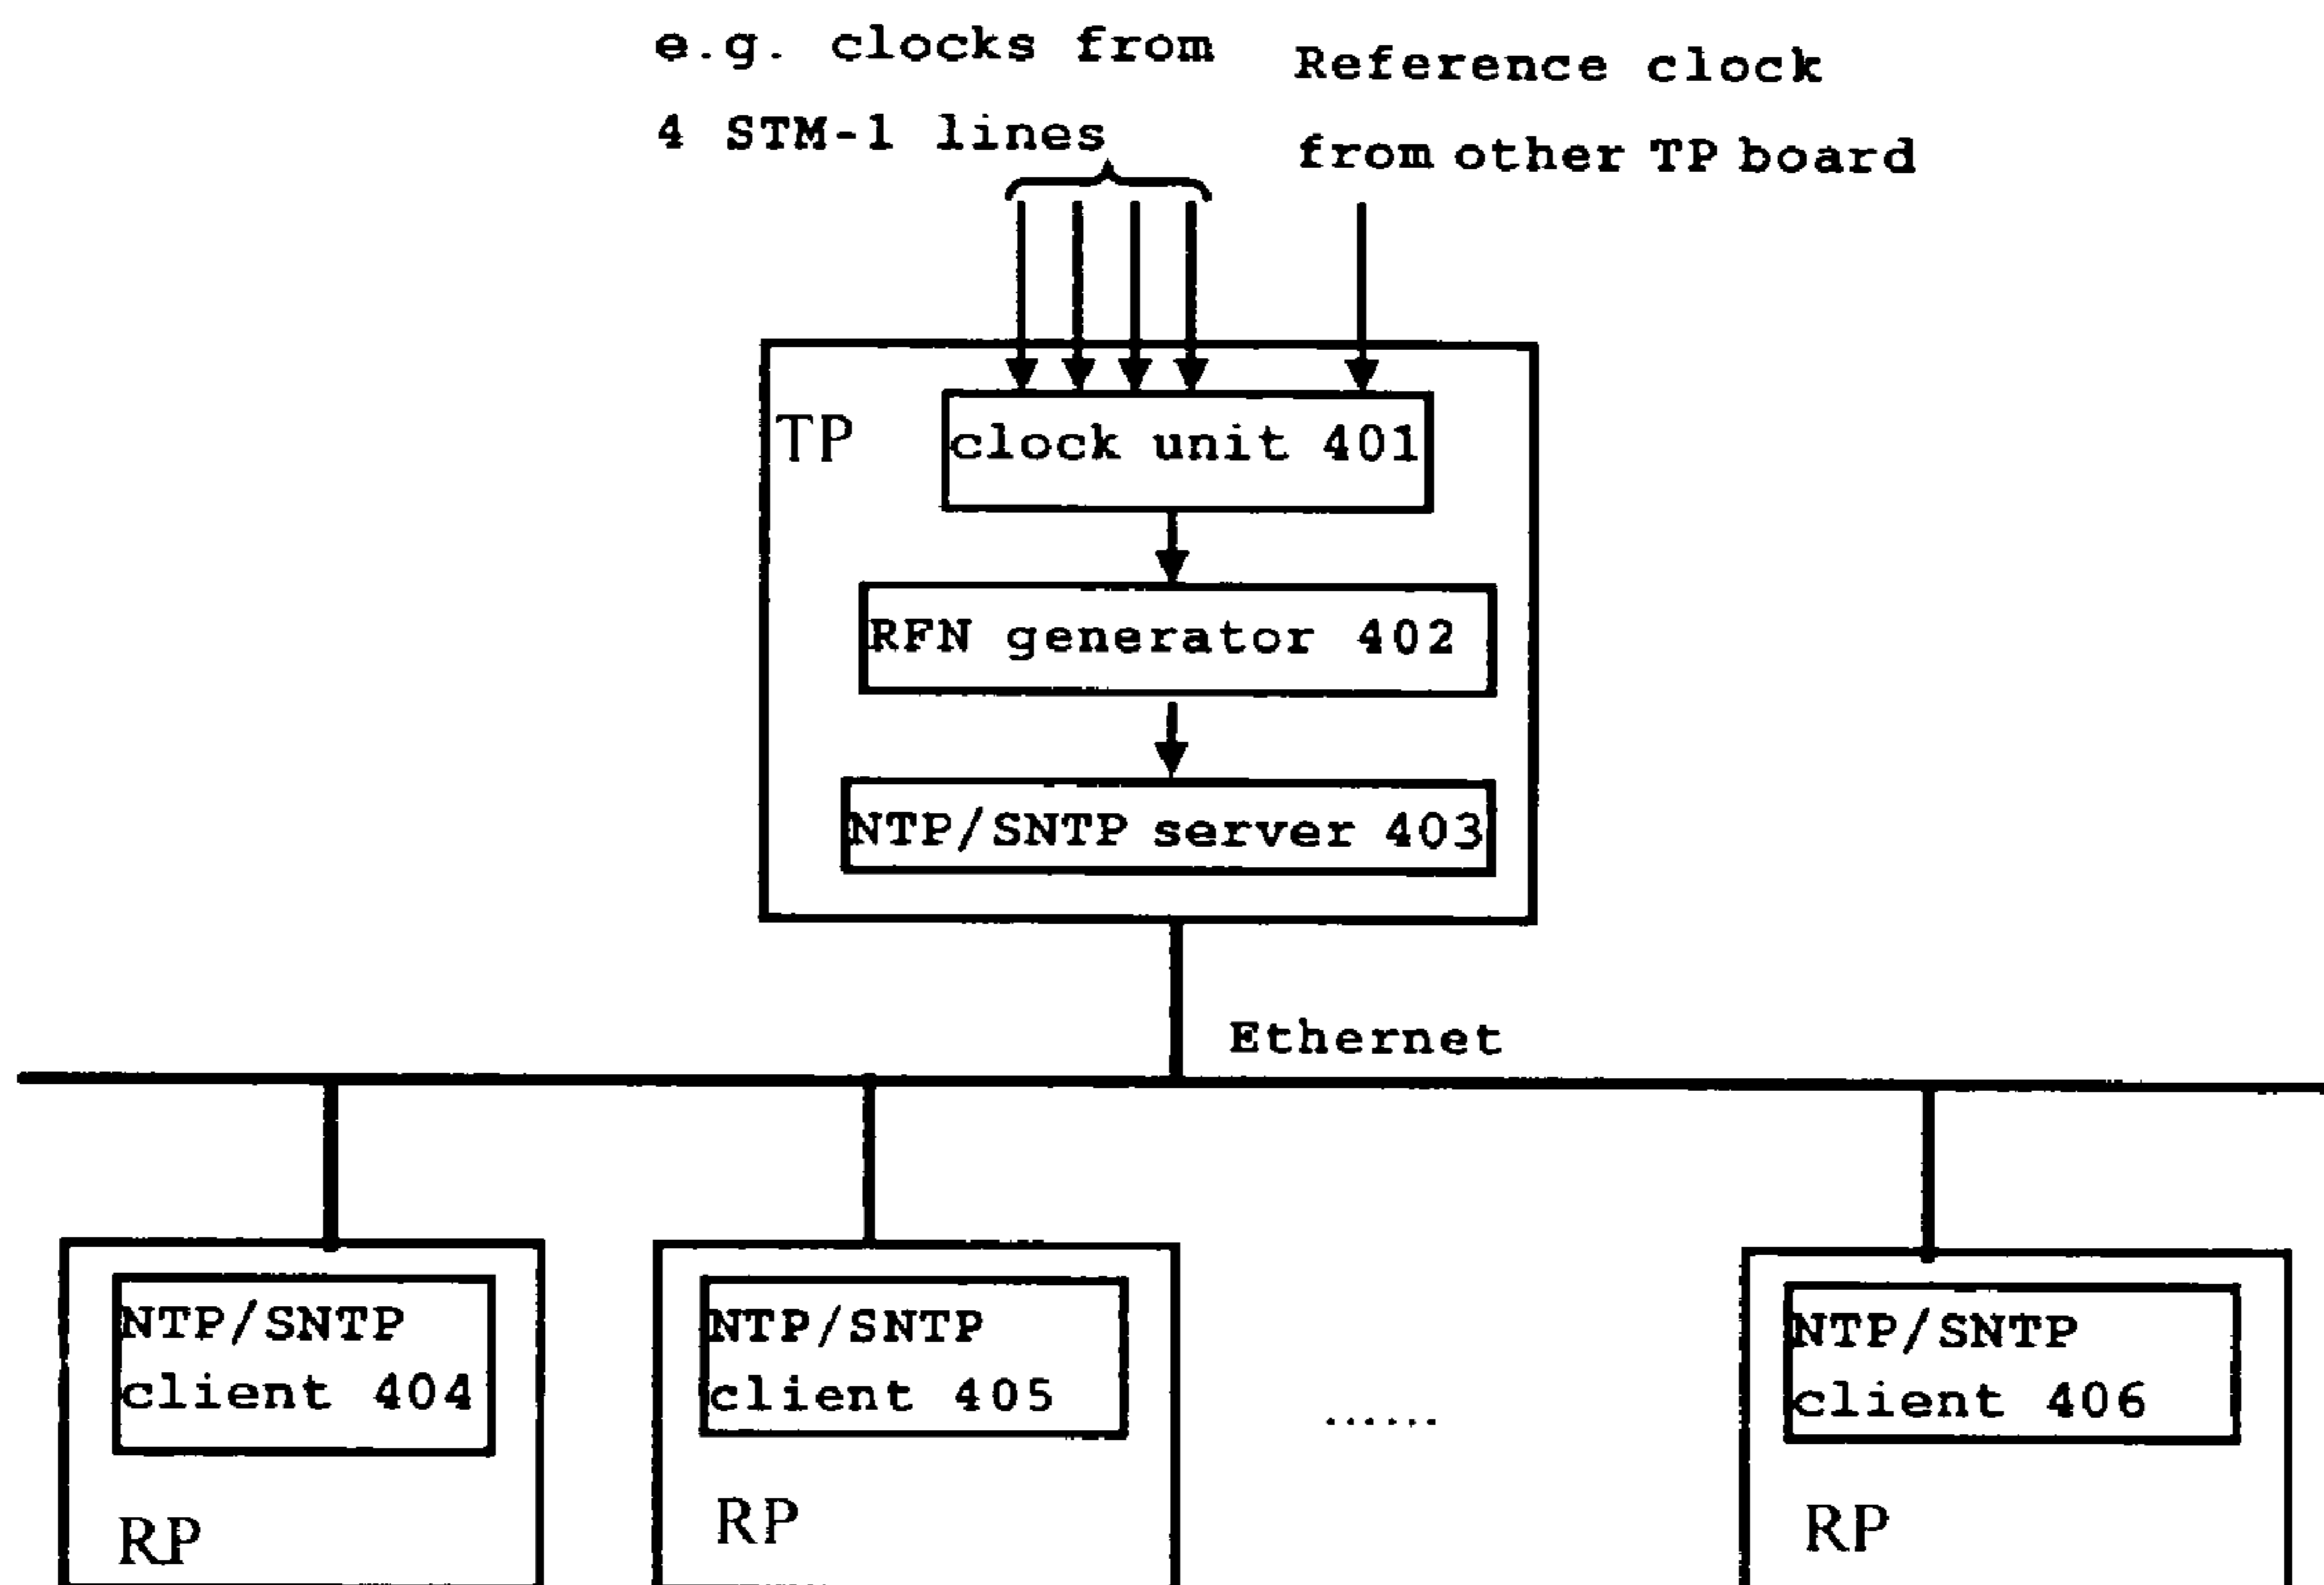 e.g. clocks from
4 STM-1 lines
Reference clock
from other TP board
TP
clock unit 401
RFN generator 402
NTP/SNTP server 403
Ethernet
NTP/SNTP
client 404
RP
NTP/SNTP
client 405
RP
......
NTP/SNTP
client 406
RP